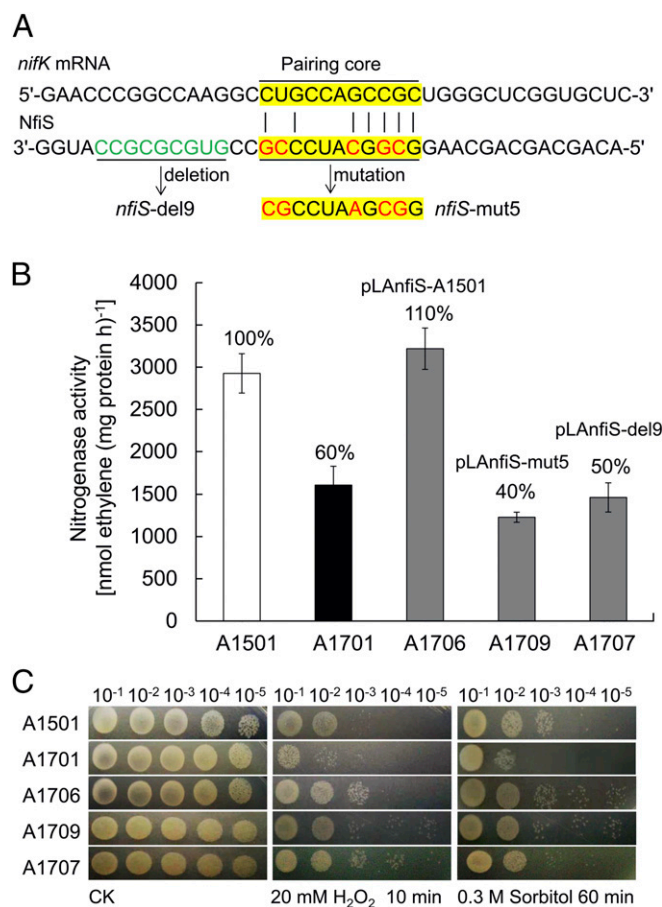 A
nifK mRNA
Pairing core
5'-GAACCCGGCCAAGGCCUGCCAGCCGCUGGGCUCGGUGCUC-3'
NfiS
3'-GGUACCGCGCGUGCCGCCCUACGGCGGAACGACGACGACA-5'
deletion
mutation
nfiS-del9
CGCCUAAGCGG
nfiS-mut5
B
Nitrogenase activity
[nmol ethylene (mg protein h)⁻¹]
4000
3500
3000
2500
2000
1500
1000
500
0
100%
60%
pLAnfiS-A1501
110%
pLAnfiS-mut5
40%
pLAnfiS-del9
50%
A1501 A1701 A1706 A1709 A1707
C
10⁻¹ 10⁻² 10⁻³ 10⁻⁴ 10⁻⁵ 10⁻¹ 10⁻² 10⁻³ 10⁻⁴ 10⁻⁵ 10⁻¹ 10⁻² 10⁻³ 10⁻⁴ 10⁻⁵
A1501
A1701
A1706
A1709
A1707
CK 20 mM H₂O₂ 10 min 0.3 M Sorbitol 60 min